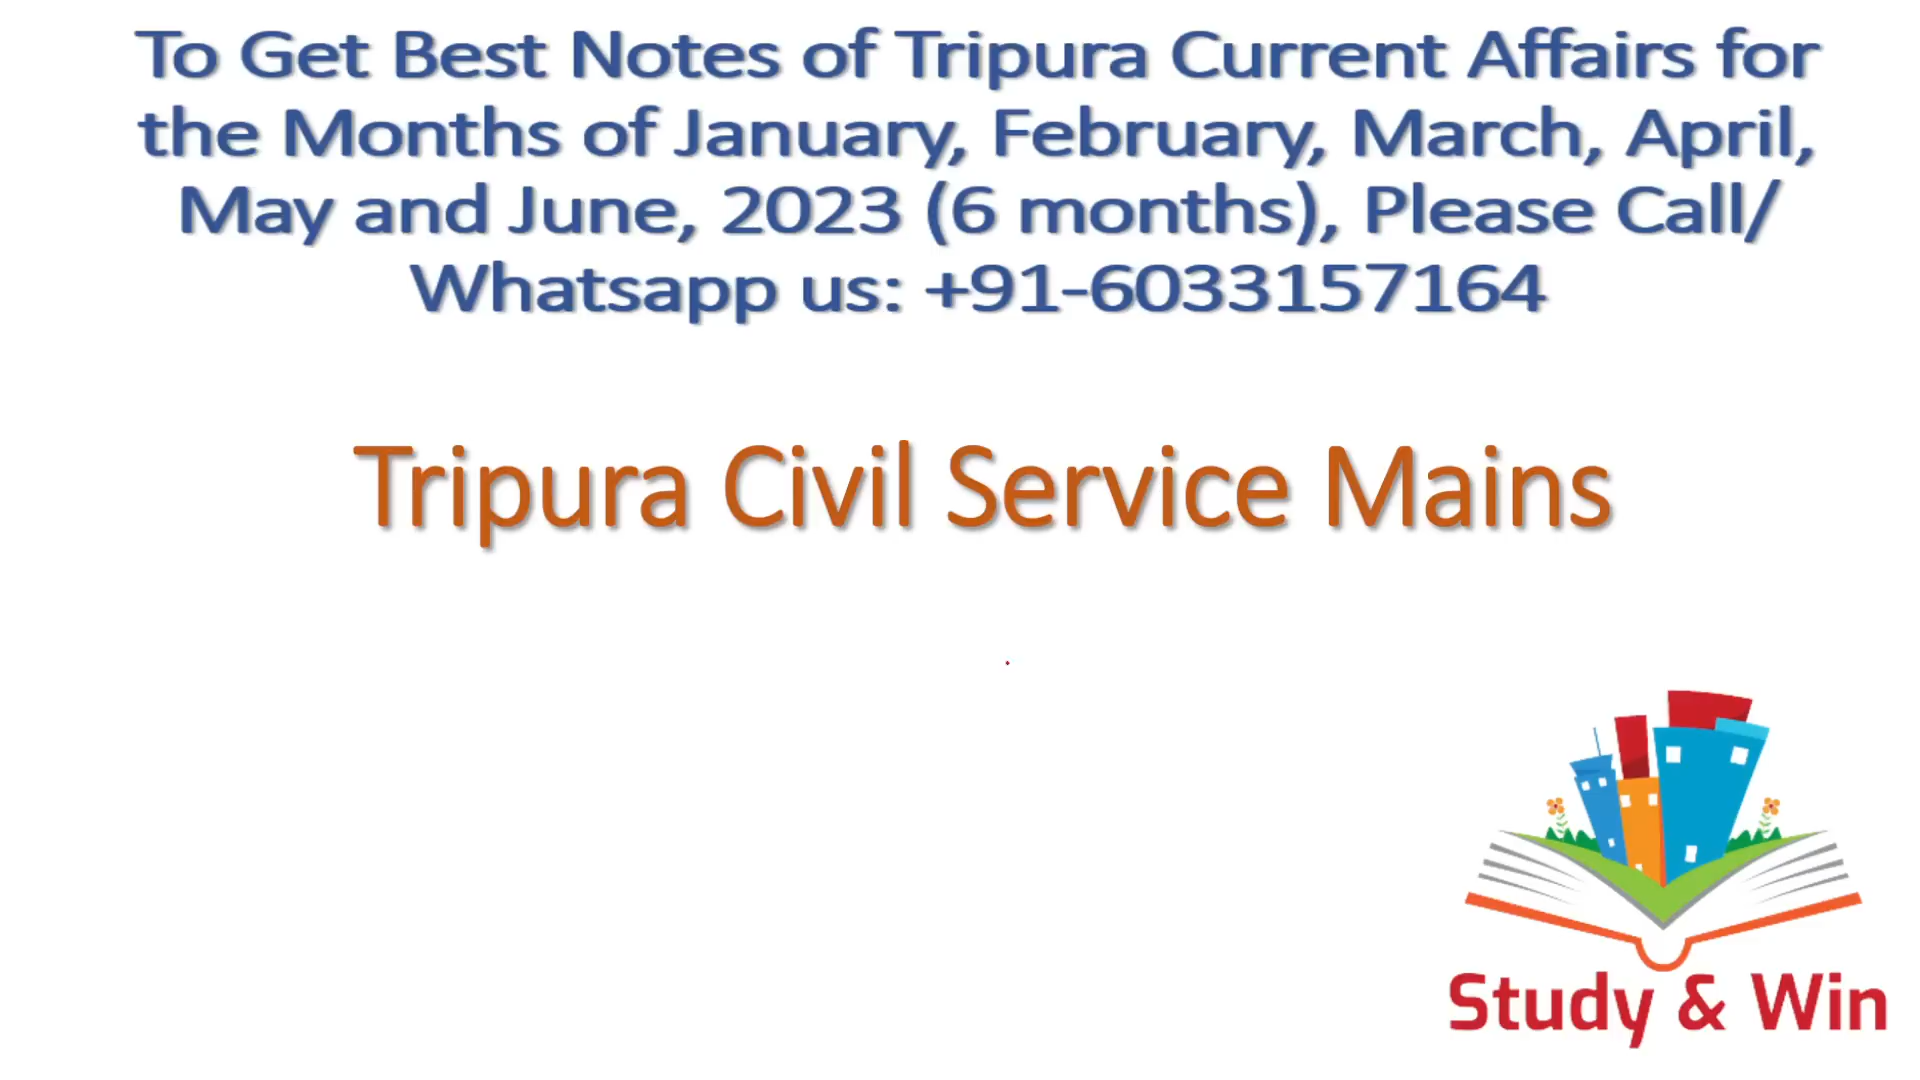 To Get Best Notes of Tripura Current Affairs for
the Months of January, February, March, April,
May and June, 2023 (6 months), Please Call/
Whatsapp us: +91-6033157164
Tripura Civil Service Mains
Study & Win